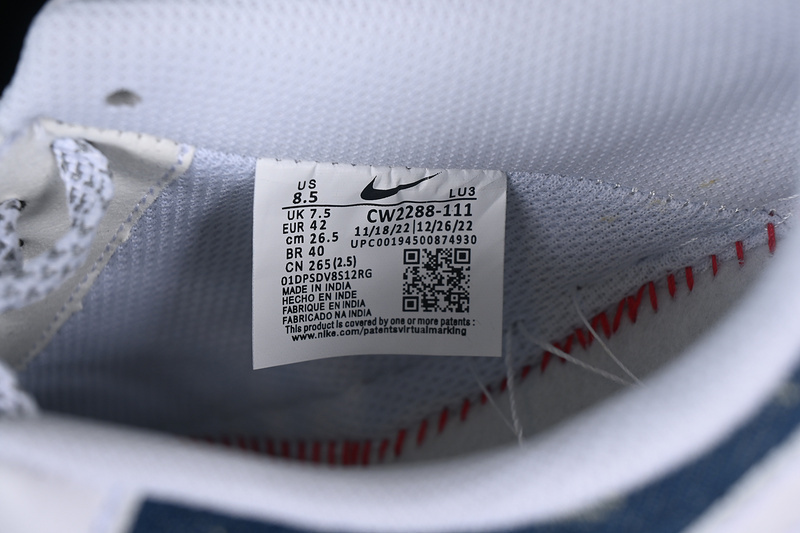 US
8.5
LU3
UK 7.5
CW2288-111
EUR 42
11/18/22 | 12/26/22
cm 26.5
UPC00194500874930
BR 40
CN 265(2.5)
01DPSDV8S12RG
MADE IN INDIA
HECHO EN INDE
FABRIQUE EN INDIA
FABRICADO NA INDIA
This product is covered by one or more patents :
www.nike.com/patentsvirtualmarking